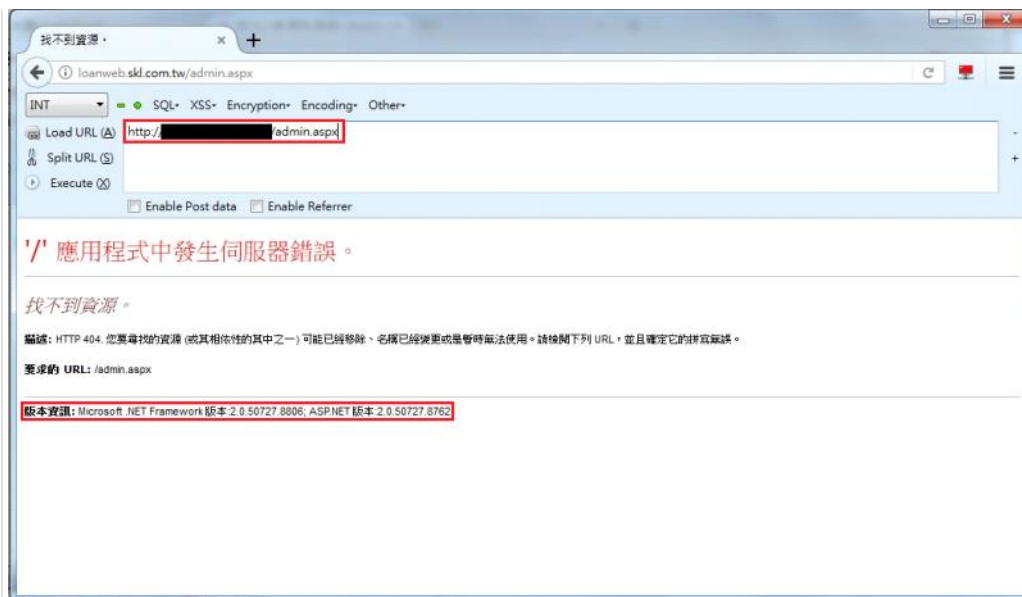 找不到資源。
loanweb.skl.com.tw/admin.aspx
INT SQL XSS Encryption Encoding Other
Load URL (A) http:// /admin.aspx
Split URL (S)
Execute (X)
Enable Post data Enable Referrer
'/' 應用程式中發生伺服器錯誤。
找不到資源。
描述: HTTP 404. 您要尋找的資源 (或其相依性的其中之一) 可能已經移除、名稱已經變更或是暫時無法使用。請檢閱下列 URL，並且確定它的拼寫無誤。
要求的 URL: /admin.aspx
版本資訊: Microsoft .NET Framework 版本:2.0.50727.8806; ASP.NET 版本:2.0.50727.8762